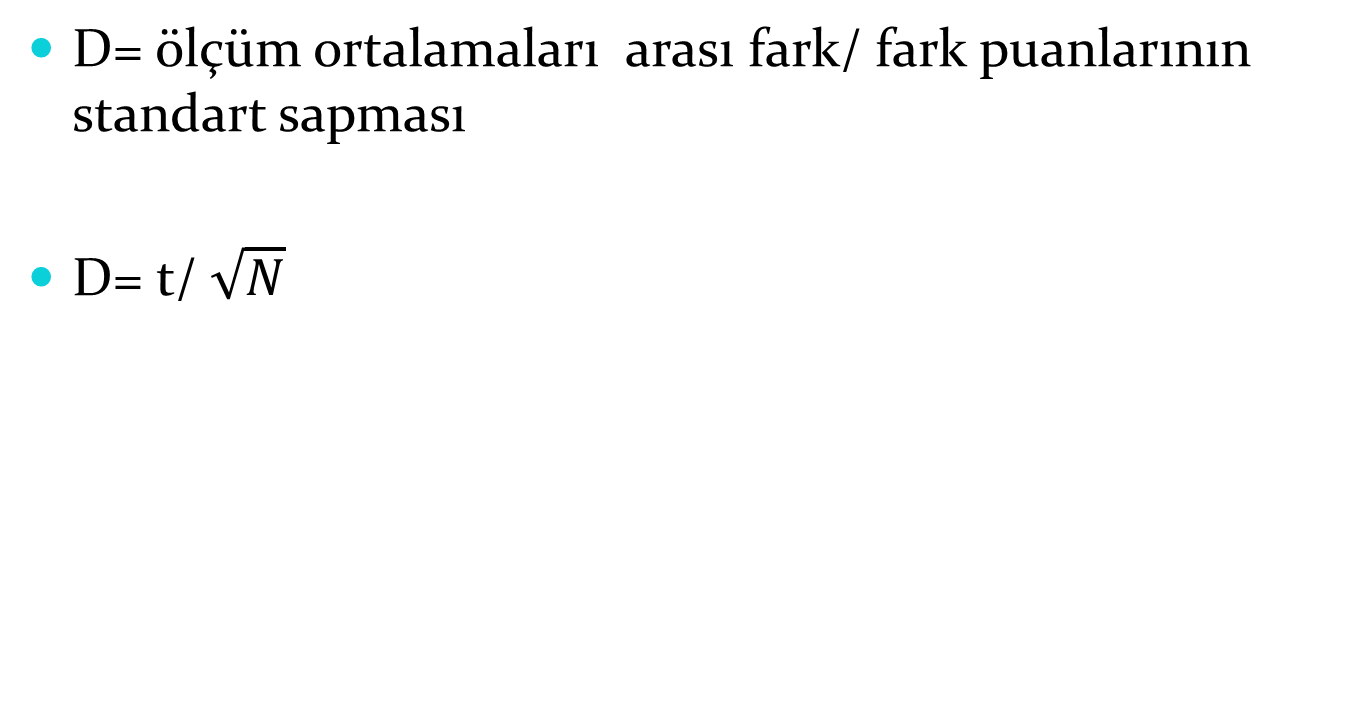 • D= ölçüm ortalamaları  arası fark/ fark puanlarının
standart sapması
• D= t/ √N